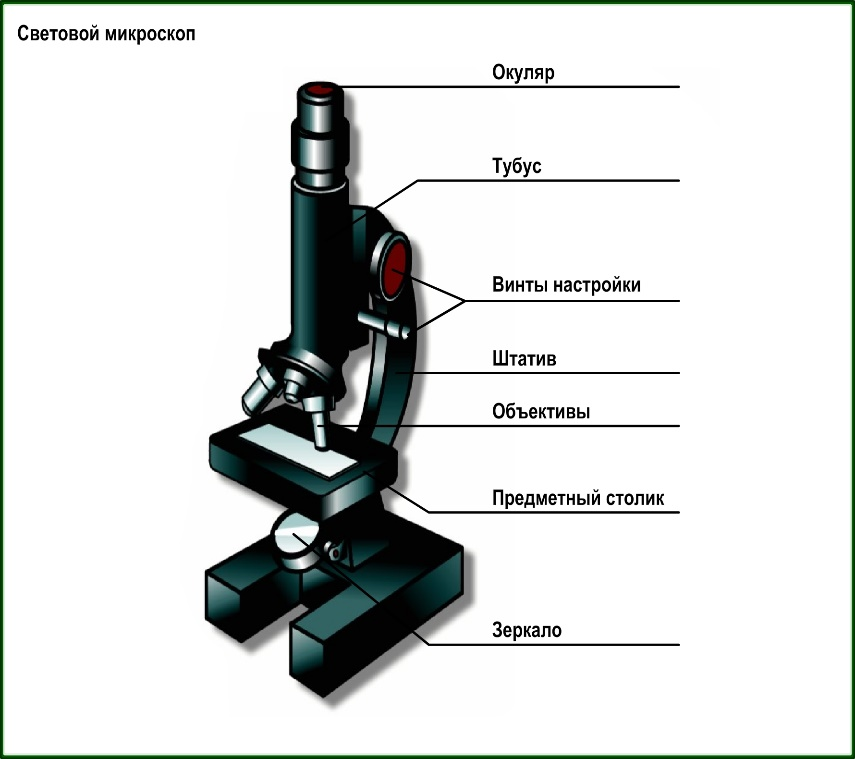 Световой микроскоп
Окуляр
Тубус
Винты настройки
Штатив
Объективы
Предметный столик
Зеркало